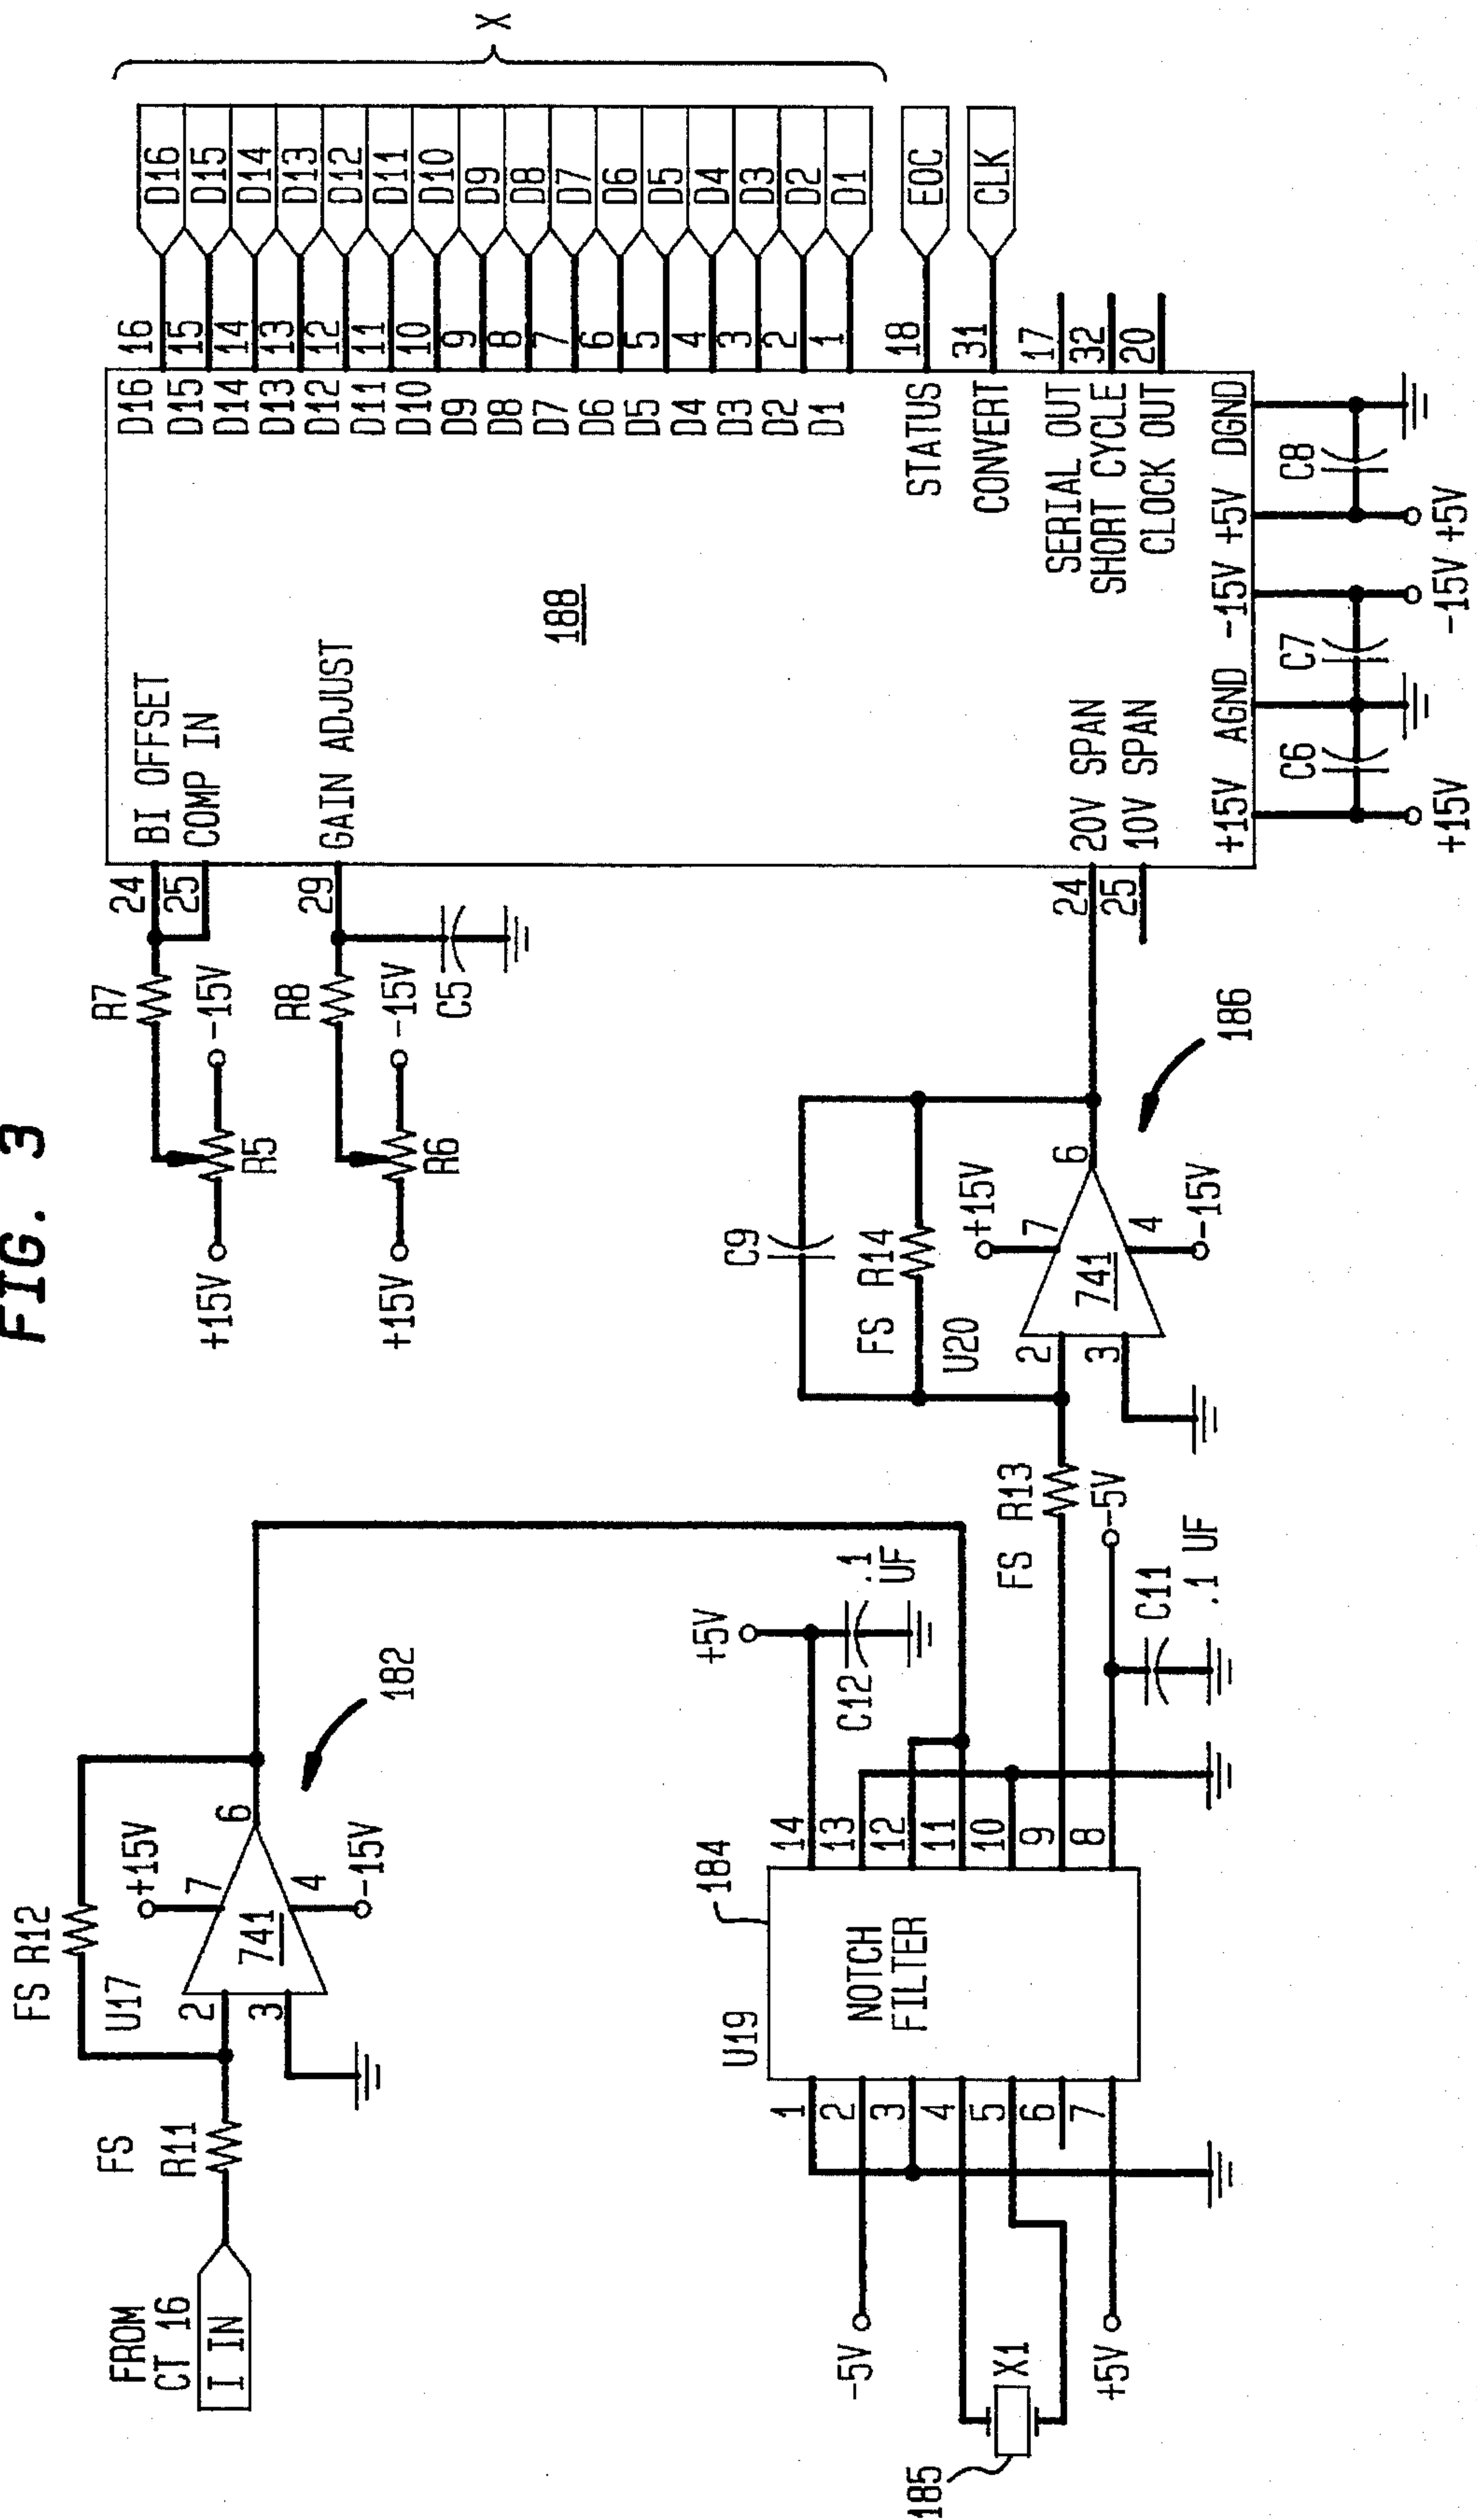 FIG. 3
FROM
CT 16
I IN
FS
R11
FS R12
U17
2
3
+15V
7
741
4
-15V
6
182
+15V
R5
-15V
R7
24
25
BI OFFSET
COMP IN
+15V
R6
-15V
R8
29
GAIN ADJUST
C5
188
D16 16 D16
D15 15 D15
D14 14 D14
D13 13 D13
D12 12 D12
D11 11 D11
D10 10 D10
D9 9 D9
D8 8 D8
D7 7 D7
D6 6 D6
D5 5 D5
D4 4 D4
D3 3 D3
D2 2 D2
D1 1 D1
X
STATUS 18 EOC
CONVERT 31 CLK
SERIAL OUT 17
SHORT CYCLE 32
CLOCK OUT 20
20V SPAN
10V SPAN
24
25
+15V AGND -15V +5V DGND
C6
C7
C8
+15V
-15V
+5V
U19
184
NOTCH
FILTER
1
2
3
4
5
6
7
14
13
12
11
10
9
8
-5V
X1
185
+5V
+5V
C12
.1
UF
FS R13
-5V
C11
.1 UF
C9
FS R14
U20
2
3
+15V
7
741
4
-15V
6
186